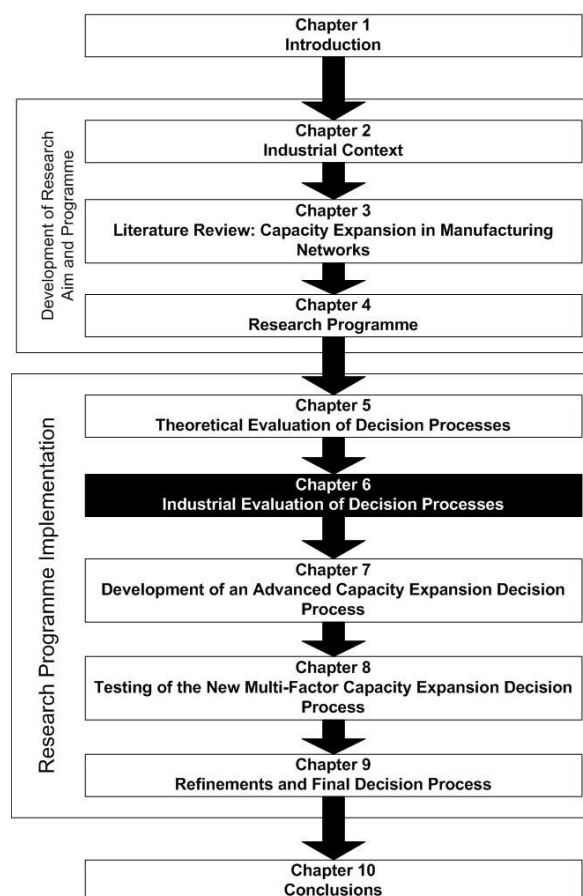 Chapter 1
Introduction
Development of Research
Aim and Programme
Chapter 2
Industrial Context
Chapter 3
Literature Review: Capacity Expansion in Manufacturing
Networks
Chapter 4
Research Programme
Research Programme Implementation
Chapter 5
Theoretical Evaluation of Decision Processes
Chapter 6
Industrial Evaluation of Decision Processes
Chapter 7
Development of an Advanced Capacity Expansion Decision
Process
Chapter 8
Testing of the New Multi-Factor Capacity Expansion Decision
Process
Chapter 9
Refinements and Final Decision Process
Chapter 10
Conclusions